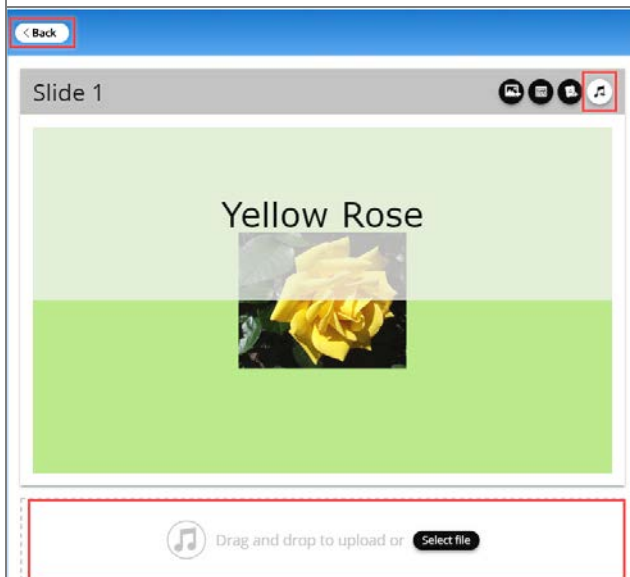 < Back
Slide 1
Yellow Rose
Drag and drop to upload or Select file